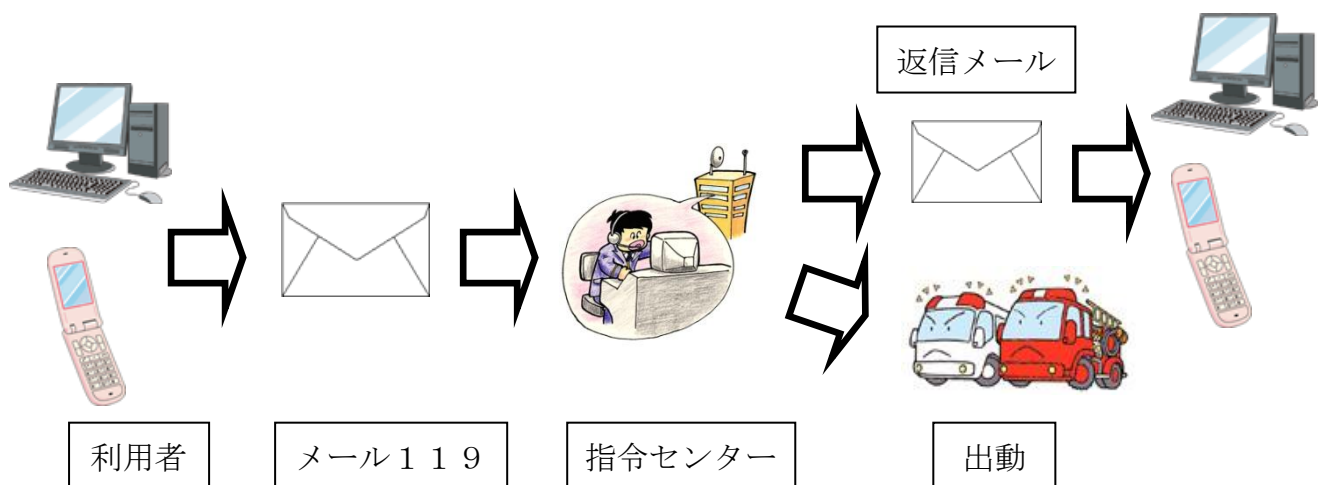 返信メール
利用者
メール１１９
指令センター
出動